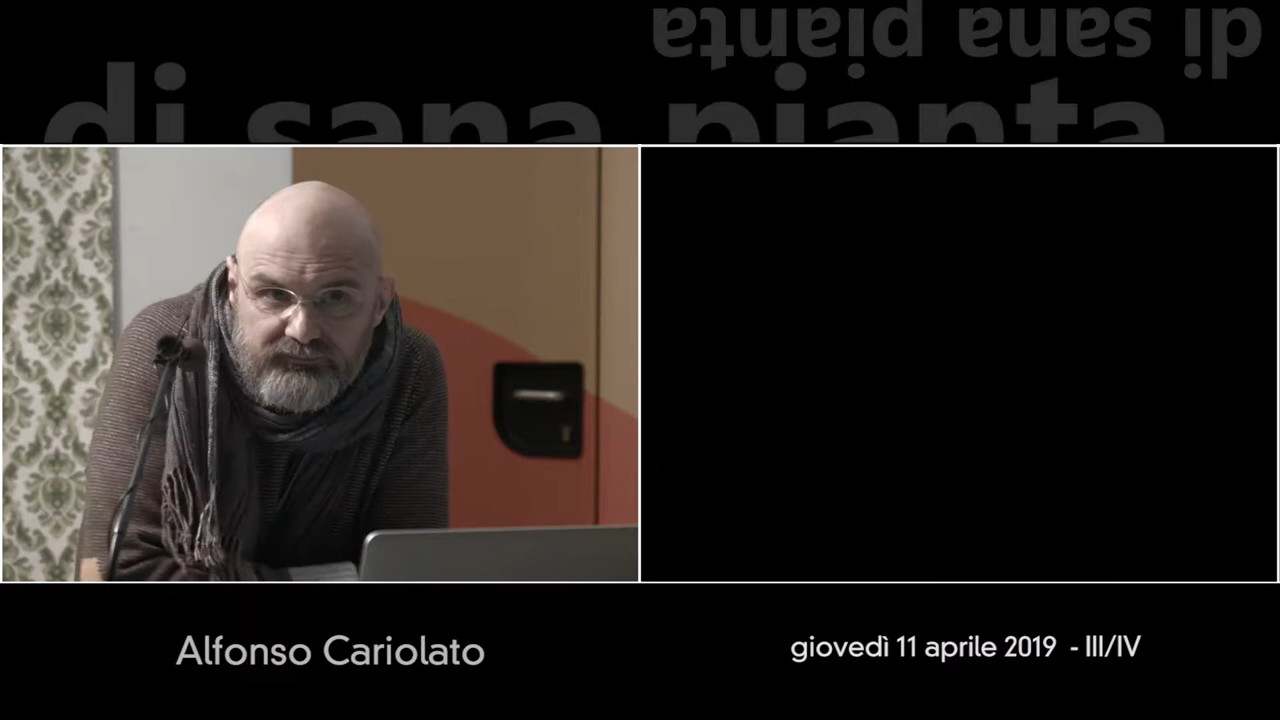 di sana pianta
di sana pianta
Alfonso Cariolato
giovedì 11 aprile 2019 - III/IV